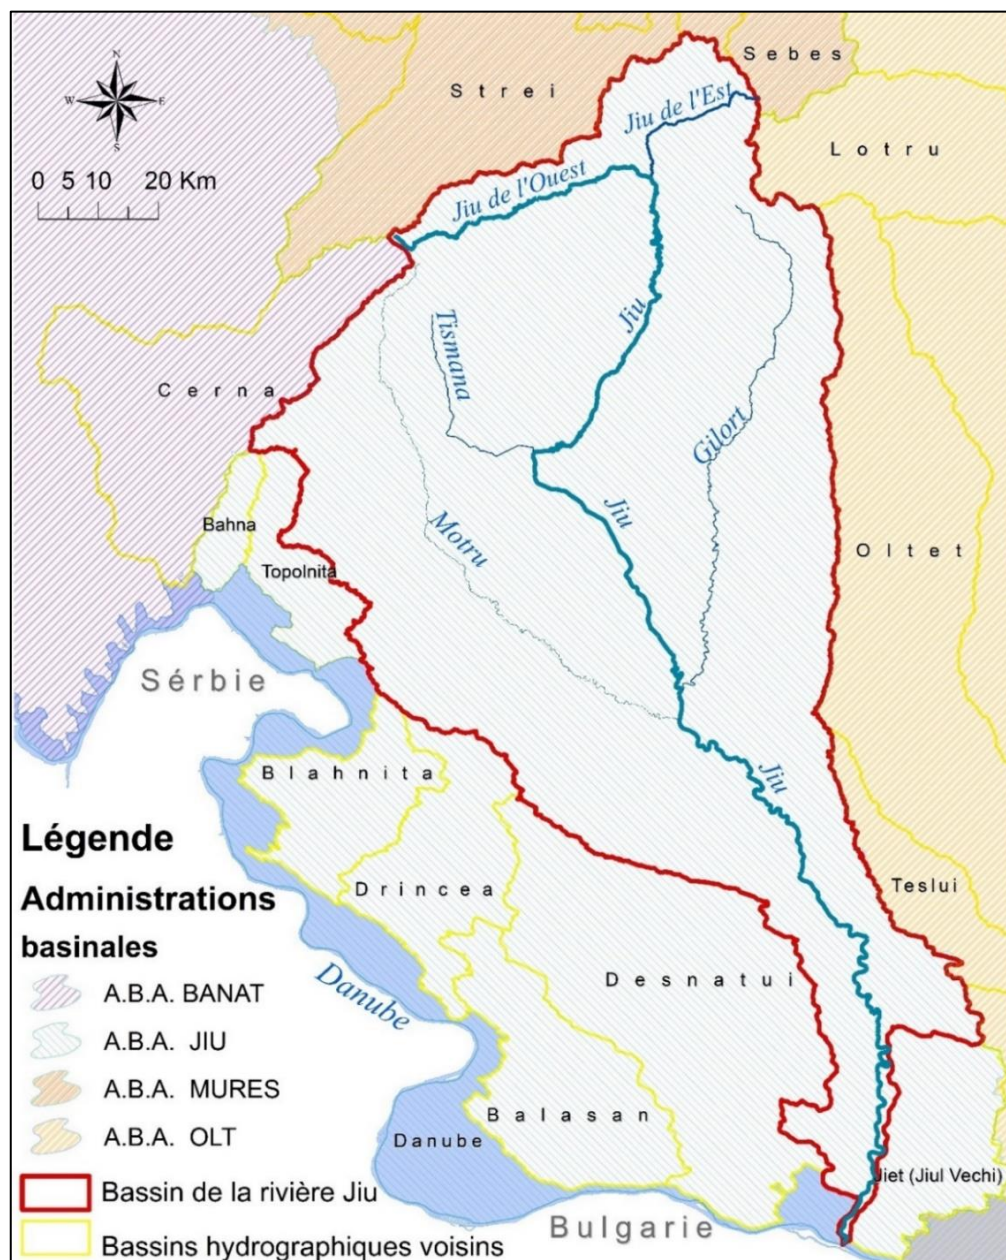 N
W
E
S
0 5 10 20 Km
Strei
Sebes
Jiu de l'Est
Lotru
Jiu de l'Ouest
Jiu
Tismana
Cerna
Gilort
Jiu
Bahna
Motru
Oltet
Topolnita
Sérbie
Blahnita
Jiu
Drincea
Teslui
Danube
Desnatui
Balasan
Danube
Jiet (Jiul Vechi)
Bulgarie
Légende
Administrations
basinales
A.B.A. BANAT
A.B.A. JIU
A.B.A. MURES
A.B.A. OLT
Bassin de la rivière Jiu
Bassins hydrographiques voisins